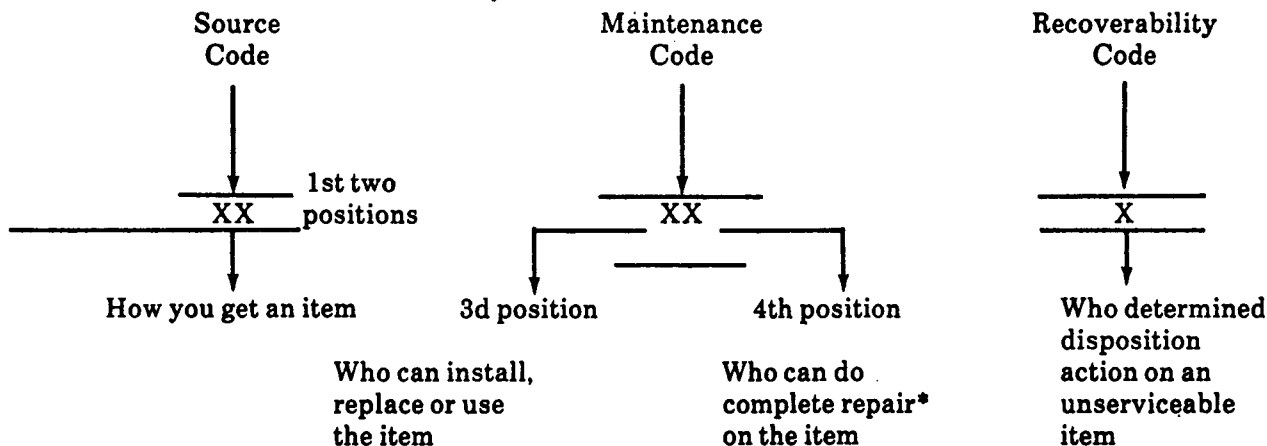 Source
Code
Maintenance
Code
Recoverability
Code
XX
1st two
positions
XX
X
How you get an item
3d position
4th position
Who can install,
replace or use
the item
Who can do
complete repair*
on the item
Who determined
disposition
action on an
unserviceable
item